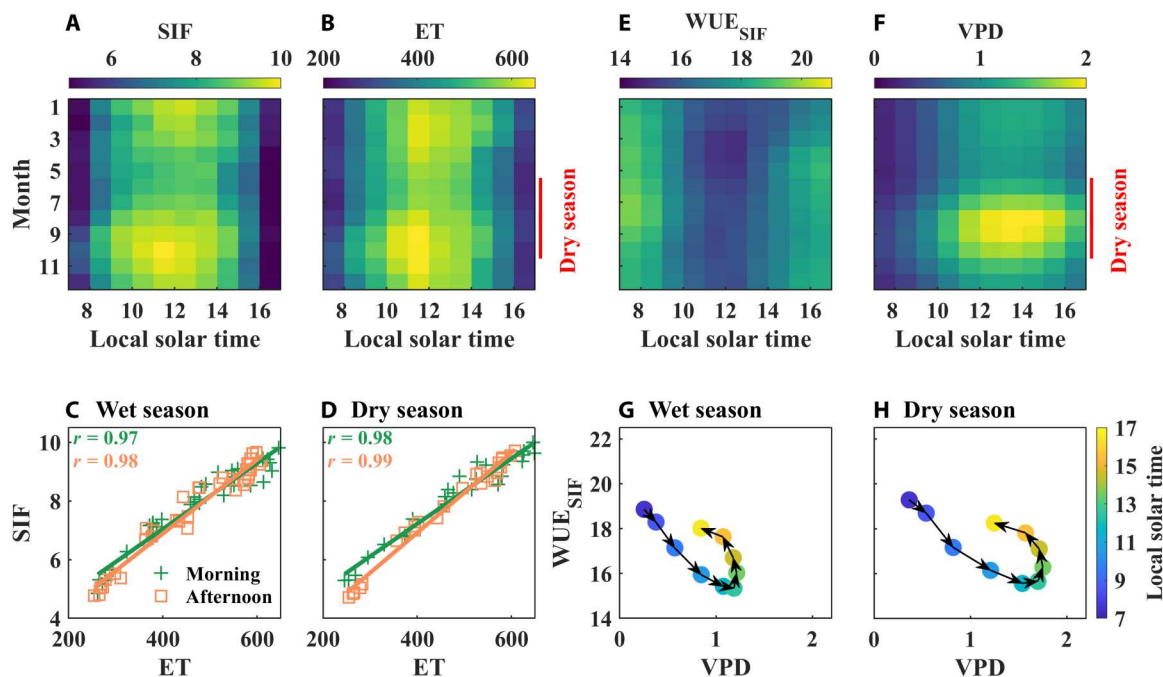 A SIF
6 8 10
B ET
200 400 600
E WUE_SIF
14 16 18 20
F VPD
0 1 2
Month
1
3
5
7
9
11
8 10 12 14 16
Local solar time
8 10 12 14 16
Local solar time
Dry season
8 10 12 14 16
Local solar time
8 10 12 14 16
Local solar time
Dry season
C Wet season
r = 0.97
r = 0.98
SIF
10
8
6
4
Morning
Afternoon
200 400 600
ET
D Dry season
r = 0.98
r = 0.99
200 400 600
ET
G Wet season
WUE_SIF
22
20
18
16
14
0 1 2
VPD
H Dry season
0 1 2
VPD
17
15
13
11
9
7
Local solar time